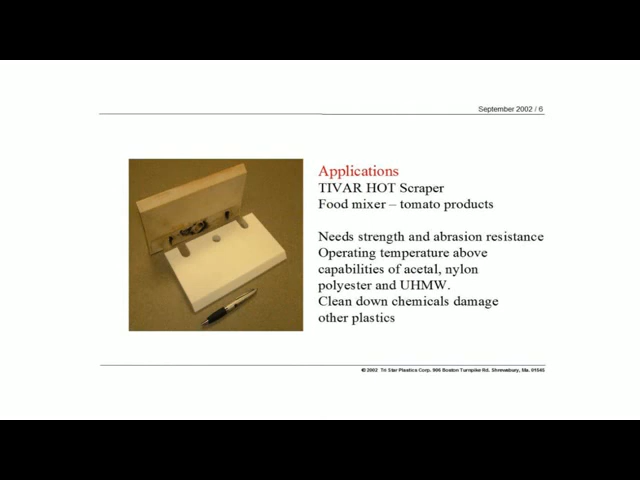 September 2002 / 6
Applications
TIVAR HOT Scraper
Food mixer – tomato products
Needs strength and abrasion resistance
Operating temperature above
capabilities of acetal, nylon
polyester and UHMW.
Clean down chemicals damage
other plastics
© 2002 Tri Star Plastics Corp. 906 Boston Turnpike Rd. Shrewsbury, Ma. 01545